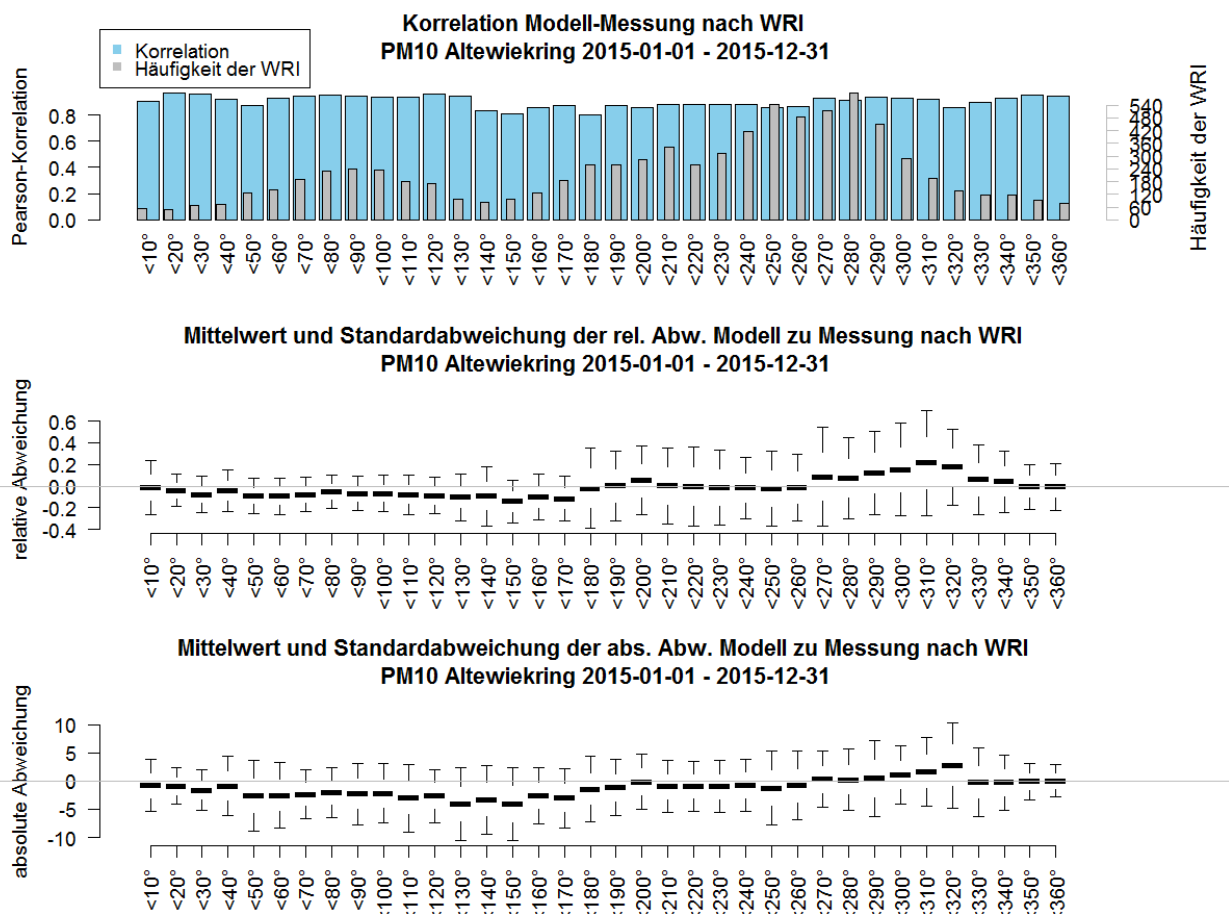 Korrelation Modell-Messung nach WRI
PM10 Altewiekring 2015-01-01 - 2015-12-31
Korrelation
Häufigkeit der WRI
Pearson-Korrelation
0.8
0.6
0.4
0.2
0.0
Häufigkeit der WRI
540
480
420
360
300
240
180
120
60
0
<10° <20° <30° <40° <50° <60° <70° <80° <90° <100° <110° <120° <130° <140° <150° <160° <170° <180° <190° <200° <210° <220° <230° <240° <250° <260° <270° <280° <290° <300° <310° <320° <330° <340° <350° <360°
Mittelwert und Standardabweichung der rel. Abw. Modell zu Messung nach WRI
PM10 Altewiekring 2015-01-01 - 2015-12-31
relative Abweichung
0.6
0.4
0.2
0.0
-0.2
-0.4
<10° <20° <30° <40° <50° <60° <70° <80° <90° <100° <110° <120° <130° <140° <150° <160° <170° <180° <190° <200° <210° <220° <230° <240° <250° <260° <270° <280° <290° <300° <310° <320° <330° <340° <350° <360°
Mittelwert und Standardabweichung der abs. Abw. Modell zu Messung nach WRI
PM10 Altewiekring 2015-01-01 - 2015-12-31
absolute Abweichung
10
5
0
-5
-10
<10° <20° <30° <40° <50° <60° <70° <80° <90° <100° <110° <120° <130° <140° <150° <160° <170° <180° <190° <200° <210° <220° <230° <240° <250° <260° <270° <280° <290° <300° <310° <320° <330° <340° <350° <360°